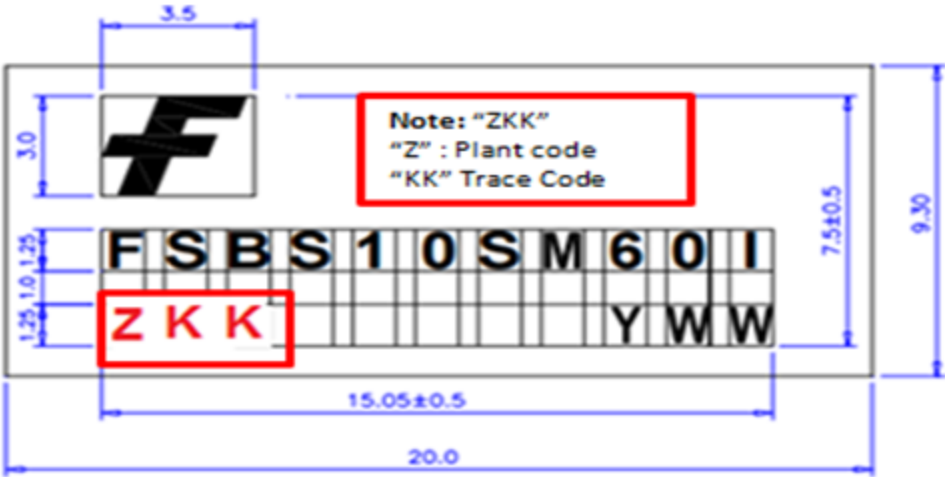 3.5
Note: “ZKK”
“Z” : Plant code
“KK” Trace Code
3.0
7.5±0.5
9.30
FSBS10SM60I
1.25
1.0
1.25
ZKK YWW
15.05±0.5
20.0